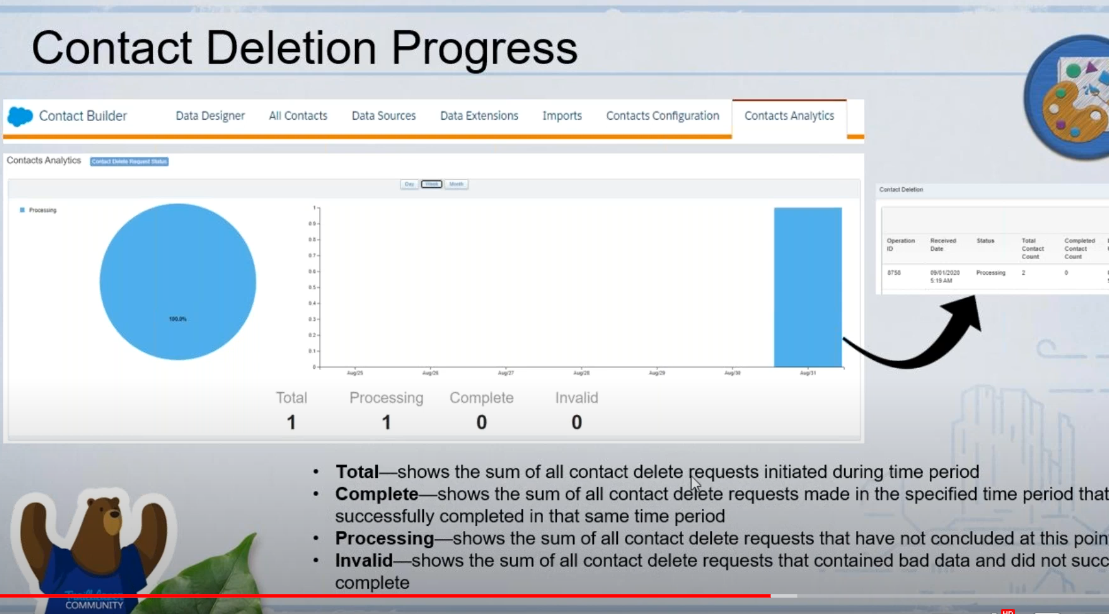 Contact Deletion Progress
Contact Builder
Data Designer
All Contacts
Data Sources
Data Extensions
Imports
Contacts Configuration
Contacts Analytics
Contacts Analytics
Contact Delete Request Status
Day
Week
Month
Processing
100.0%
1
0.9
0.8
0.7
0.6
0.5
0.4
0.3
0.2
0.1
0
Aug/25
Aug/26
Aug/27
Aug/28
Aug/29
Aug/30
Aug/31
Total
Processing
Complete
Invalid
1
1
0
0
Contact Deletion
Operation ID
Received Date
Status
Total Contact Count
Completed Contact Count
8758
09/01/2020 5:19 AM
Processing
2
0
• Total—shows the sum of all contact delete requests initiated during time period
• Complete—shows the sum of all contact delete requests made in the specified time period that
successfully completed in that same time period
• Processing—shows the sum of all contact delete requests that have not concluded at this poin
• Invalid—shows the sum of all contact delete requests that contained bad data and did not succ
complete
COMMUNITY
HD